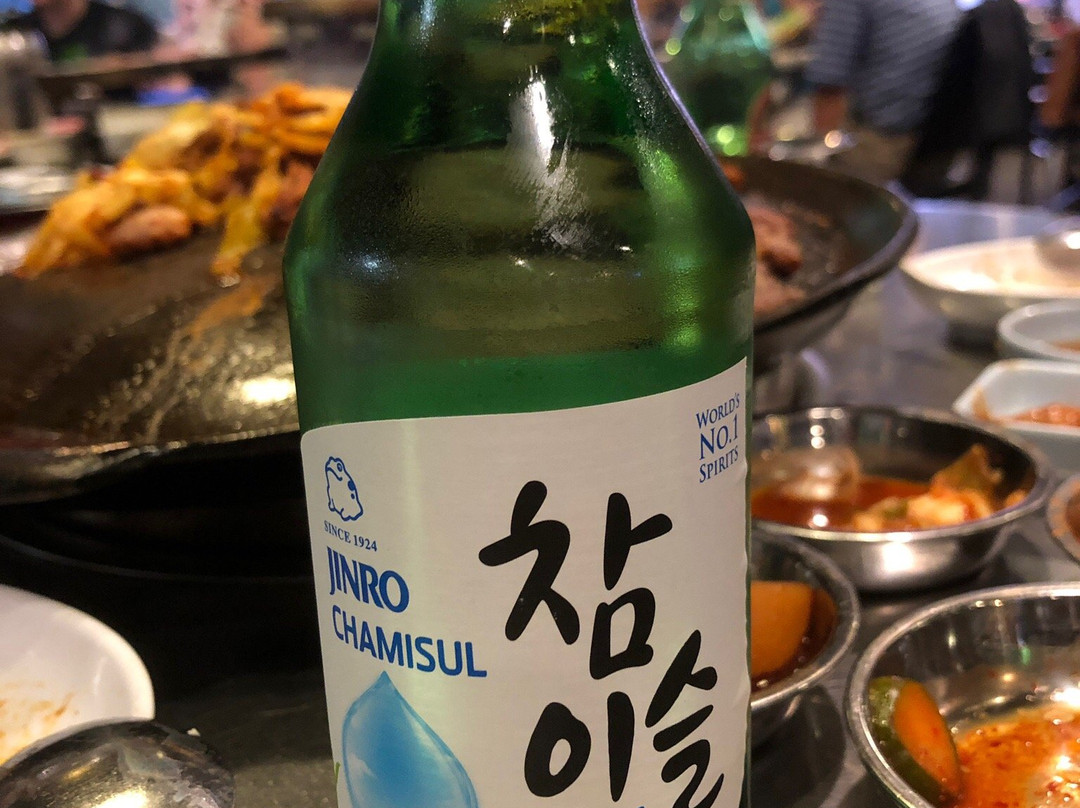 WORLD'S
NO.1
SPIRITS
SINCE 1924
JINRO
CHAMISUL
참
이슬